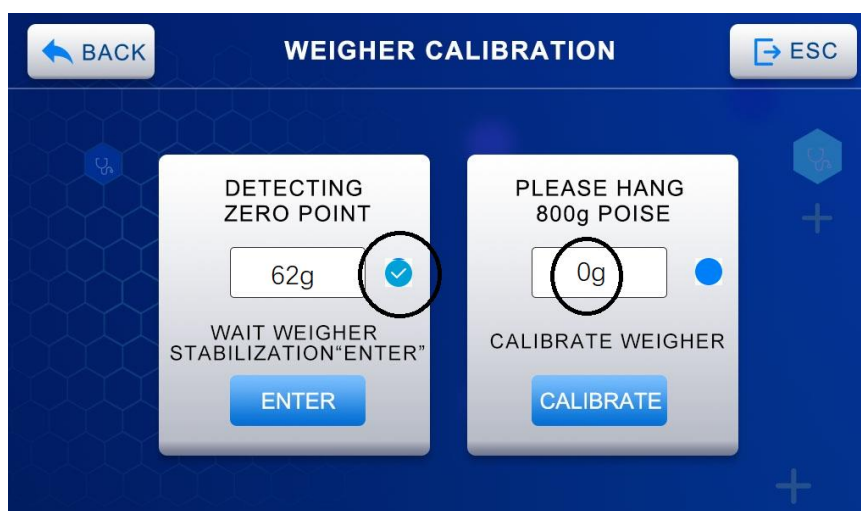 BACK
WEIGHER CALIBRATION
ESC
DETECTING
ZERO POINT
62g
WAIT WEIGHER
STABILIZATION“ENTER”
ENTER
PLEASE HANG
800g POISE
0g
CALIBRATE WEIGHER
CALIBRATE